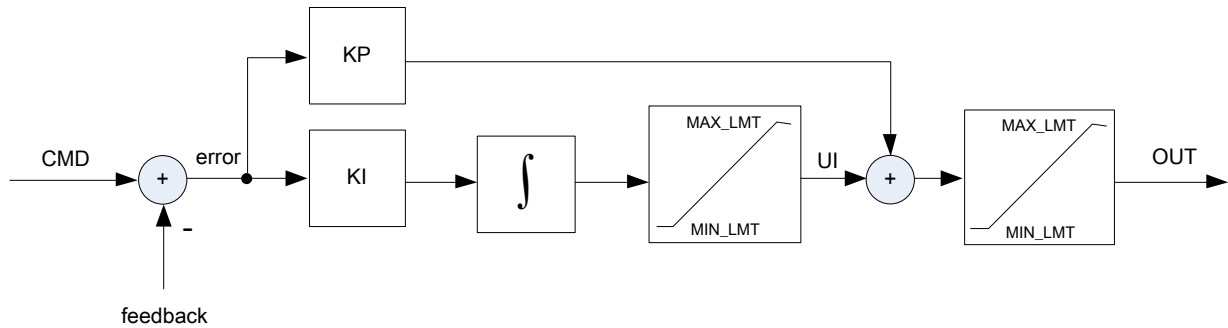 KP
CMD
+
error
-
feedback
KI
∫
MAX_LMT
MIN_LMT
UI
+
MAX_LMT
MIN_LMT
OUT